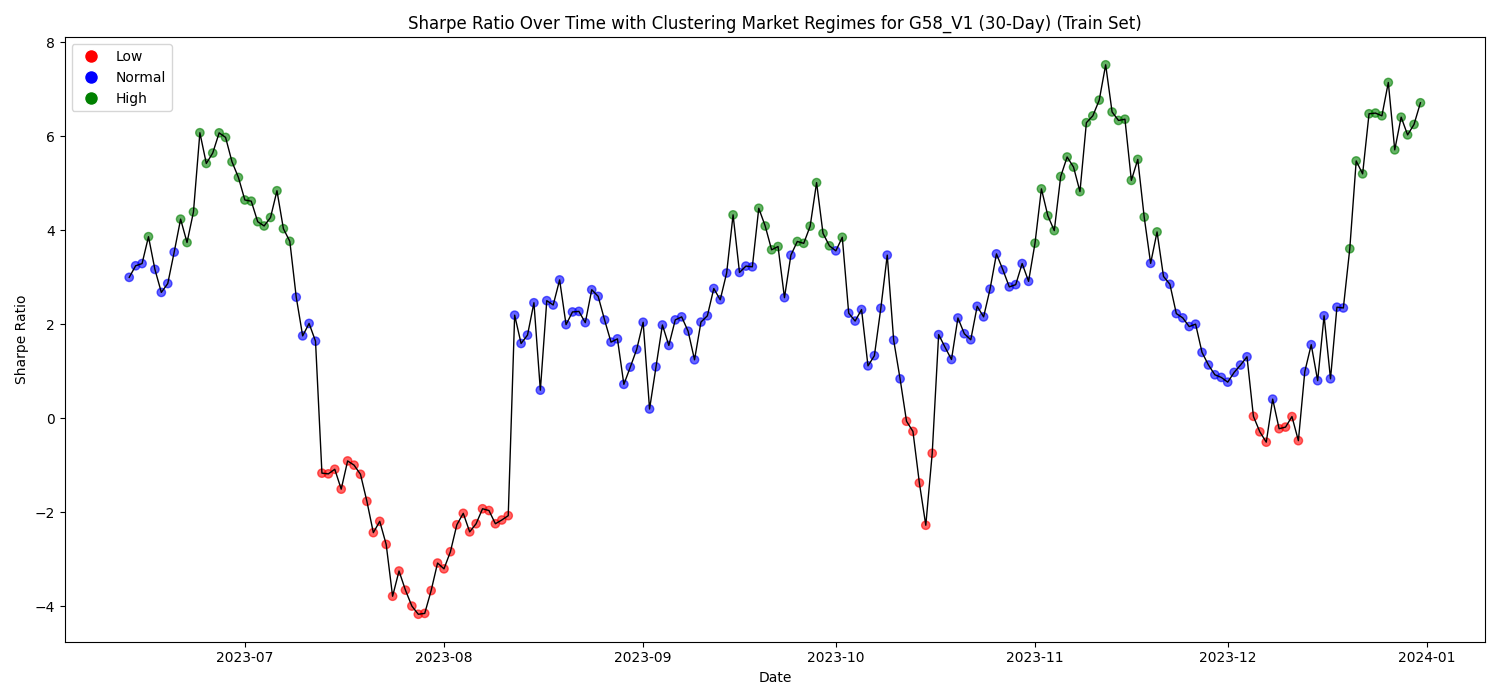 Sharpe Ratio Over Time with Clustering Market Regimes for G58_V1 (30-Day) (Train Set)
Low
Normal
High
8
6
4
2
0
−2
−4
Sharpe Ratio
2023-07
2023-08
2023-09
2023-10
2023-11
2023-12
2024-01
Date